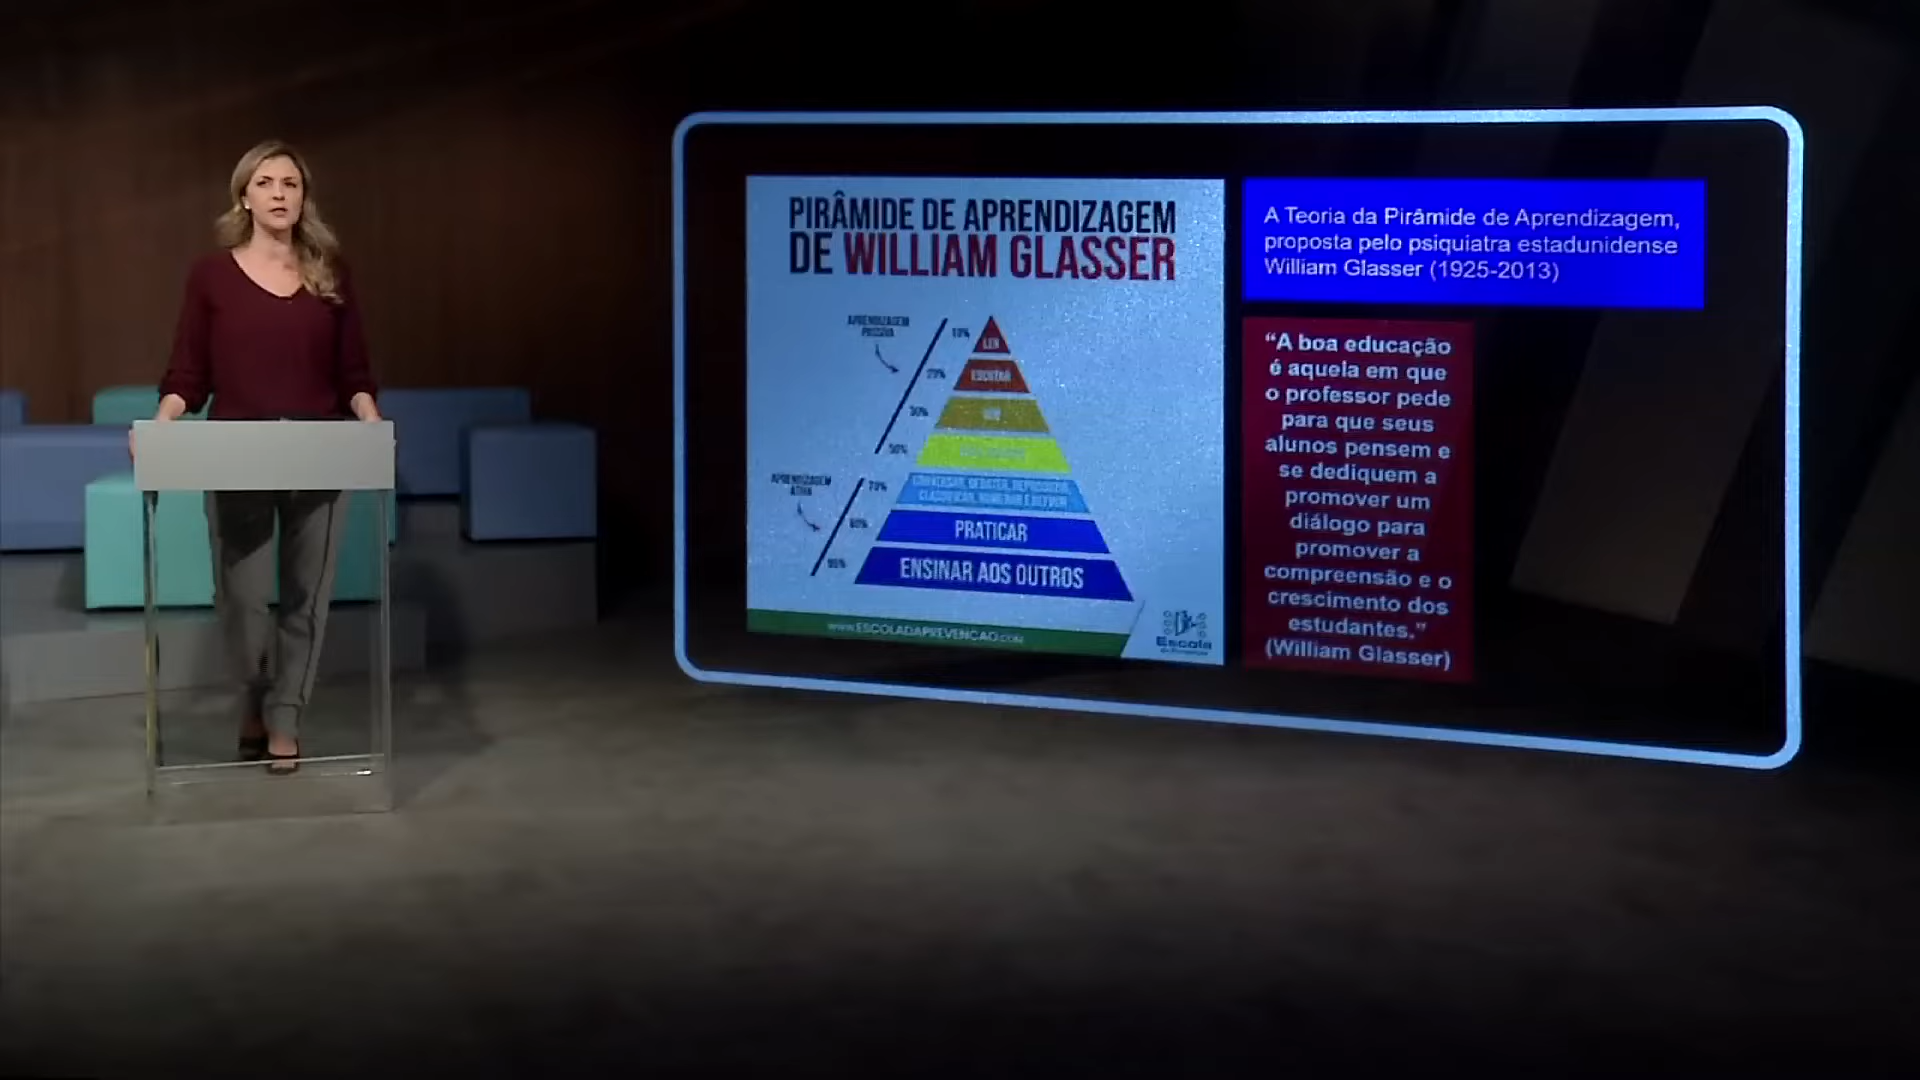 PIRÂMIDE DE APRENDIZAGEM
DE WILLIAM GLASSER
APRENDIZAGEM
PASSIVA
10%
LER
20%
ESCUTAR
30%
50%
APRENDIZAGEM
ATIVA
70%
80%
PRATICAR
95%
ENSINAR AOS OUTROS
www.ESCOLADAPREVENCAO.com
Escola
A Teoria da Pirâmide de Aprendizagem,
proposta pelo psiquiatra estadunidense
William Glasser (1925-2013)
“A boa educação
é aquela em que
o professor pede
para que seus
alunos pensem e
se dediquem a
promover um
diálogo para
promover a
compreensão e o
crescimento dos
estudantes.”
(William Glasser)